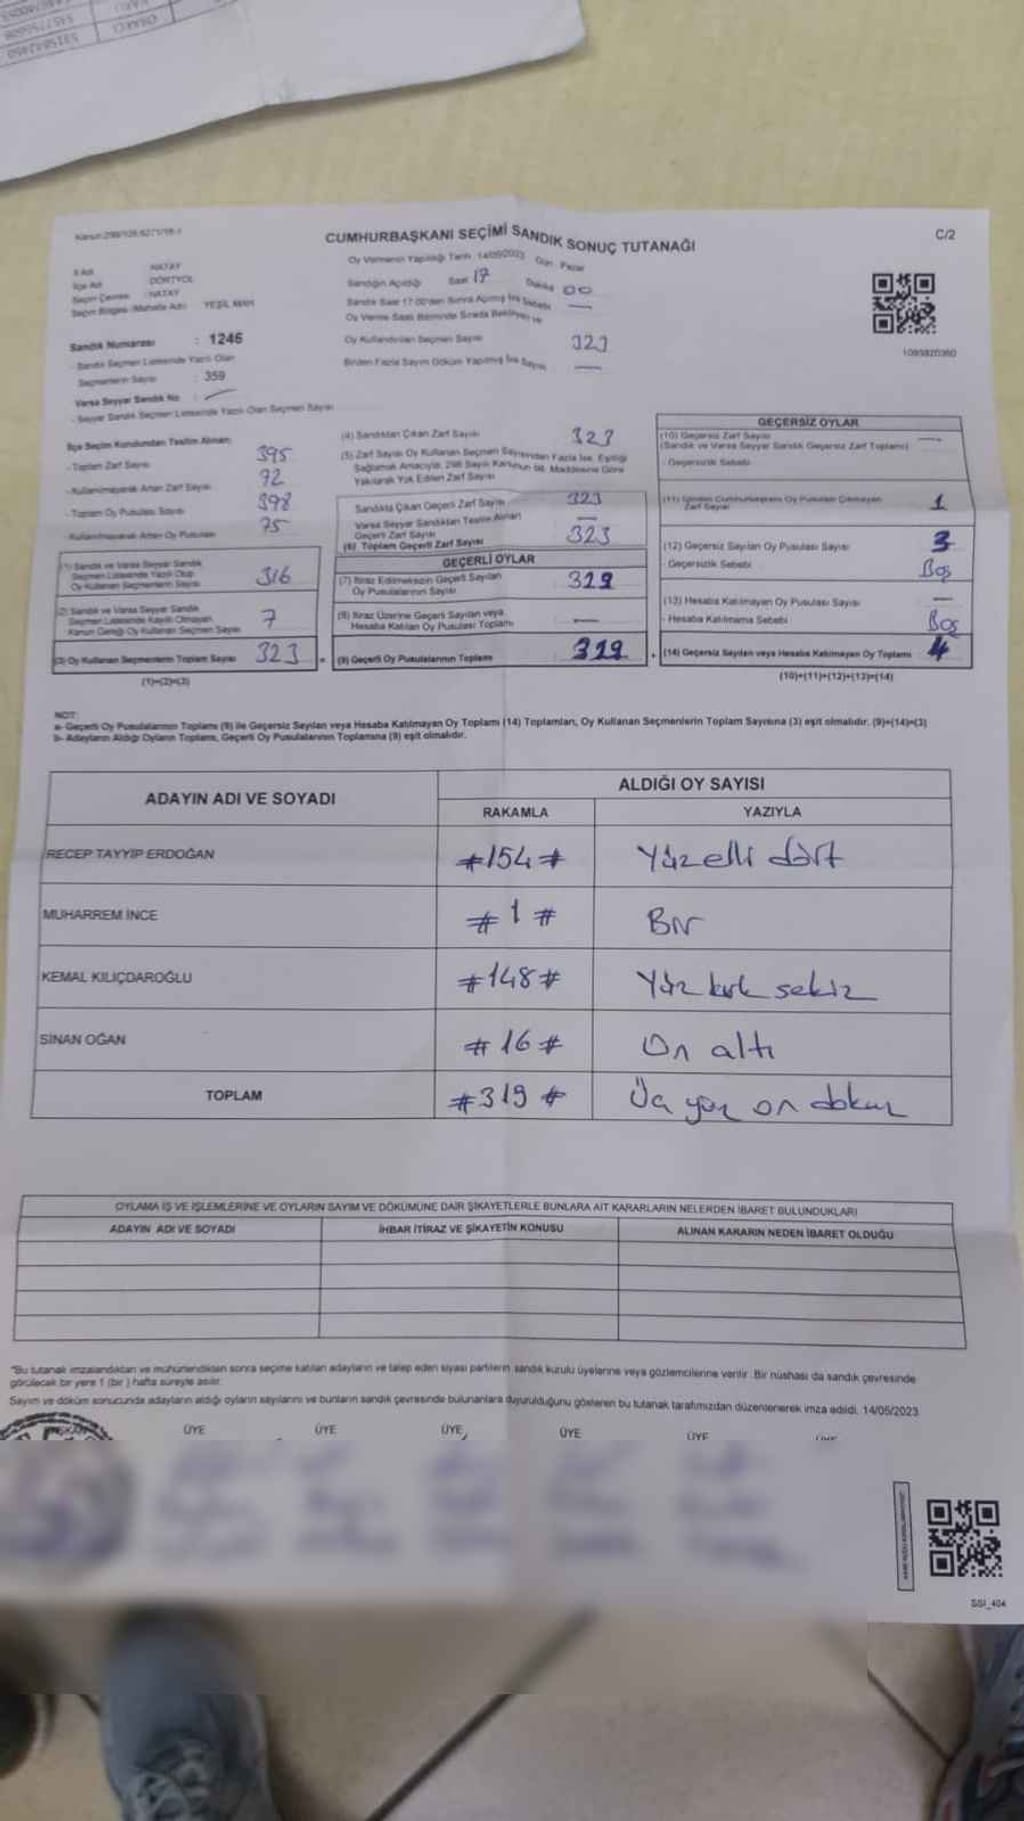 CUMHURBAŞKANI SEÇİMİ SANDIK SONUÇ TUTANAĞI
C/2
İl Adı HATAY
İlçe Adı DÖRTYOL
Seçim Çevresi : HATAY
Seçim Bölgesi (Mahalle Adı) YEŞİL MAH
Oy Vermenin Yapıldığı Tarih 14/05/2023 Gün Pazar
Sandığın Açıldığı Saat 17 Dakika 00
Sandık Numarası : 1246
Sandık Seçmen Listesinde Yazılı Olan
Seçmenlerin Sayısı : 359
Varsa Seyyar Sandık No :
- Seyyar Sandık Seçmen Listesinde Yazılı Olan Seçmen Sayısı
Oy Kullandırılan Seçmen Sayısı 323
Birden Fazla Sayım Döküm Yapılmış İse Sayısı —
1093820360
İlçe Seçim Kurulundan Teslim Alınan
- Toplam Zarf Sayısı 395
- Kullanılmayarak Artan Zarf Sayısı 72
- Toplam Oy Pusulası Sayısı 398
- Kullanılmayarak Artan Oy Pusulası 75
(1) Sandık ve Varsa Seyyar Sandık
Seçmen Listesinde Yazılı Olup
Oy Kullanan Seçmenlerin Sayısı 316
(2) Sandık ve Varsa Seyyar Sandık
Seçmen Listesinde Kayıtlı Olmayan
Kanun Gereği Oy Kullanan Seçmen Sayısı 7
(3) Oy Kullanan Seçmenlerin Toplam Sayısı 323
(1)+(2)=(3)
(4) Sandıktan Çıkan Zarf Sayısı 323
(5) Zarf Sayısı Oy Kullanan Seçmen Sayısından Fazla İse, Eşitliği
Sağlamak Amacıyla, 298 Sayılı Kanunun 98. Maddesine Göre
Yakılarak Yok Edilen Zarf Sayısı
Sandıkta Çıkan Geçerli Zarf Sayısı 323
Varsa Seyyar Sandıktan Teslim Alınan
Geçerli Zarf Sayısı —
(6) Toplam Geçerli Zarf Sayısı 323
GEÇERLİ OYLAR
(7) İtiraz Edilmeksizin Geçerli Sayılan
Oy Pusulalarının Sayısı 319
(8) İtiraz Üzerine Geçerli Sayılan veya
Hesaba Katılan Oy Pusulası Toplamı —
(9) Geçerli Oy Pusulalarının Toplamı 319
GEÇERSİZ OYLAR
(10) Geçersiz Zarf Sayısı —
(Sandık ve Varsa Seyyar Sandık Geçersiz Zarf Toplamı)
- Geçersizlik Sebebi
(11) İçinden Cumhurbaşkanı Oy Pusulası Çıkmayan
Zarf Sayısı 1
(12) Geçersiz Sayılan Oy Pusulası Sayısı 3
- Geçersizlik Sebebi Boş
(13) Hesaba Katılmayan Oy Pusulası Sayısı —
- Hesaba Katılmama Sebebi Boş
(14) Geçersiz Sayılan veya Hesaba Katılmayan Oy Toplamı 4
(10)+(11)+(12)+(13)=(14)
NOT:
a- Geçerli Oy Pusulalarının Toplamı (9) ile Geçersiz Sayılan veya Hesaba Katılmayan Oy Toplamı (14) Toplamları, Oy Kullanan Seçmenlerin Toplam Sayısına (3) eşit olmalıdır. (9)+(14)=(3)
b- Adayların Aldığı Oyların Toplamı, Geçerli Oy Pusulalarının Toplamına (9) eşit olmalıdır.
ADAYIN ADI VE SOYADI
ALDIĞI OY SAYISI
RAKAMLA YAZIYLA
RECEP TAYYİP ERDOĞAN #154# Yüzelli dört
MUHARREM İNCE #1# Bir
KEMAL KILIÇDAROĞLU #148# Yüz kırk sekiz
SİNAN OĞAN #16# On altı
TOPLAM #319# Üç yüz on dokuz
OYLAMA İŞ VE İŞLEMLERİNE VE OYLARIN SAYIM VE DÖKÜMÜNE DAİR ŞİKAYETLERLE BUNLARA AİT KARARLARIN NELERDEN İBARET BULUNDUKLARI
ADAYIN ADI VE SOYADI İHBAR İTİRAZ VE ŞİKAYETİN KONUSU ALINAN KARARIN NEDEN İBARET OLDUĞU
"Bu tutanak imzalandıktan ve mühürlendikten sonra seçime katılan adayların ve talep eden siyasi partilerin sandık kurulu üyelerine veya gözlemcilerine verilir. Bir nüshası da sandık çevresinde
görülecek bir yere 1 (bir) hafta süreyle asılır.
Sayım ve döküm sonucunda adayların aldığı oyların sayılarını ve bunların sandık çevresinde bulunanlara duyurulduğunu gösteren bu tutanak tarafımızdan düzenlenerek imza edildi. 14/05/2023
ÜYE ÜYE ÜYE ÜYE ÜYE
SSI_404